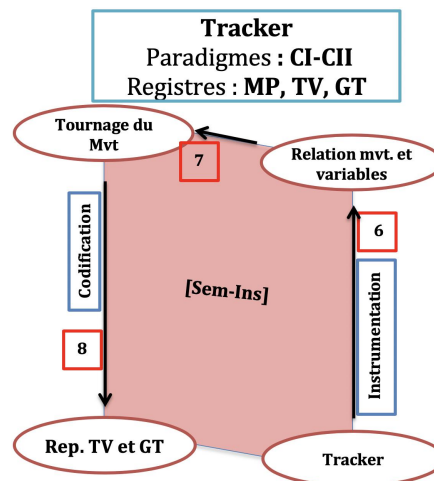 Tracker
Paradigmes : CI-CII
Registres : MP, TV, GT
Tournage du
Mvt
7
Relation mvt. et
variables
6
Codification
[Sem-Ins]
Instrumentation
8
Rep. TV et GT
Tracker